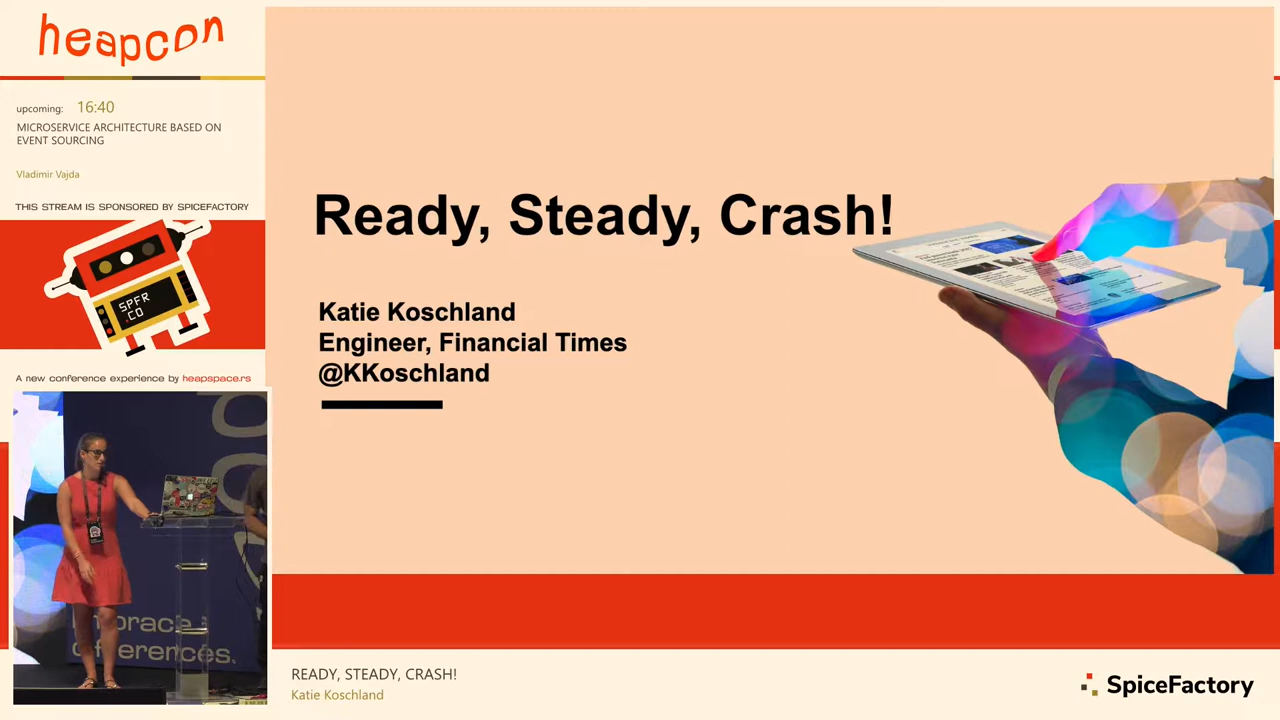 heapcon
upcoming: 16:40
MICROSERVICE ARCHITECTURE BASED ON
EVENT SOURCING
Vladimir Vajda
THIS STREAM IS SPONSORED BY SPICEFACTORY
SPFR
.CO
A new conference experience by heapspace.rs
Ready, Steady, Crash!
Katie Koschland
Engineer, Financial Times
@KKoschland
differences.
READY, STEADY, CRASH!
Katie Koschland
SpiceFactory